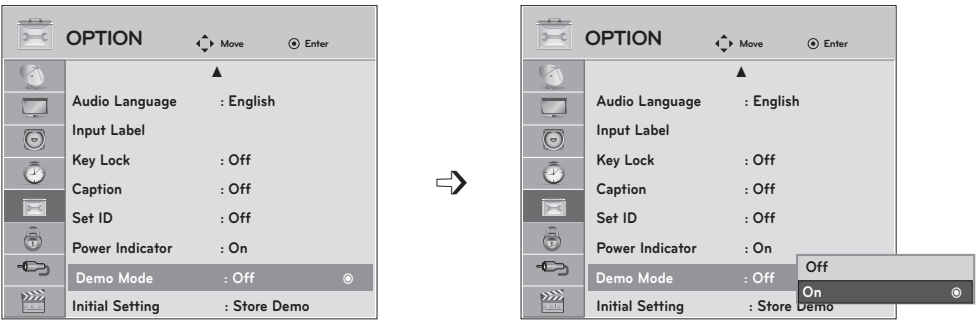 OPTION Move Enter
Audio Language : English
Input Label
Key Lock : Off
Caption : Off
Set ID : Off
Power Indicator : On
Demo Mode : Off
Initial Setting : Store Demo
OPTION Move Enter
Audio Language : English
Input Label
Key Lock : Off
Caption : Off
Set ID : Off
Power Indicator : On
Demo Mode : Off
Initial Setting : Store Demo
Off
On